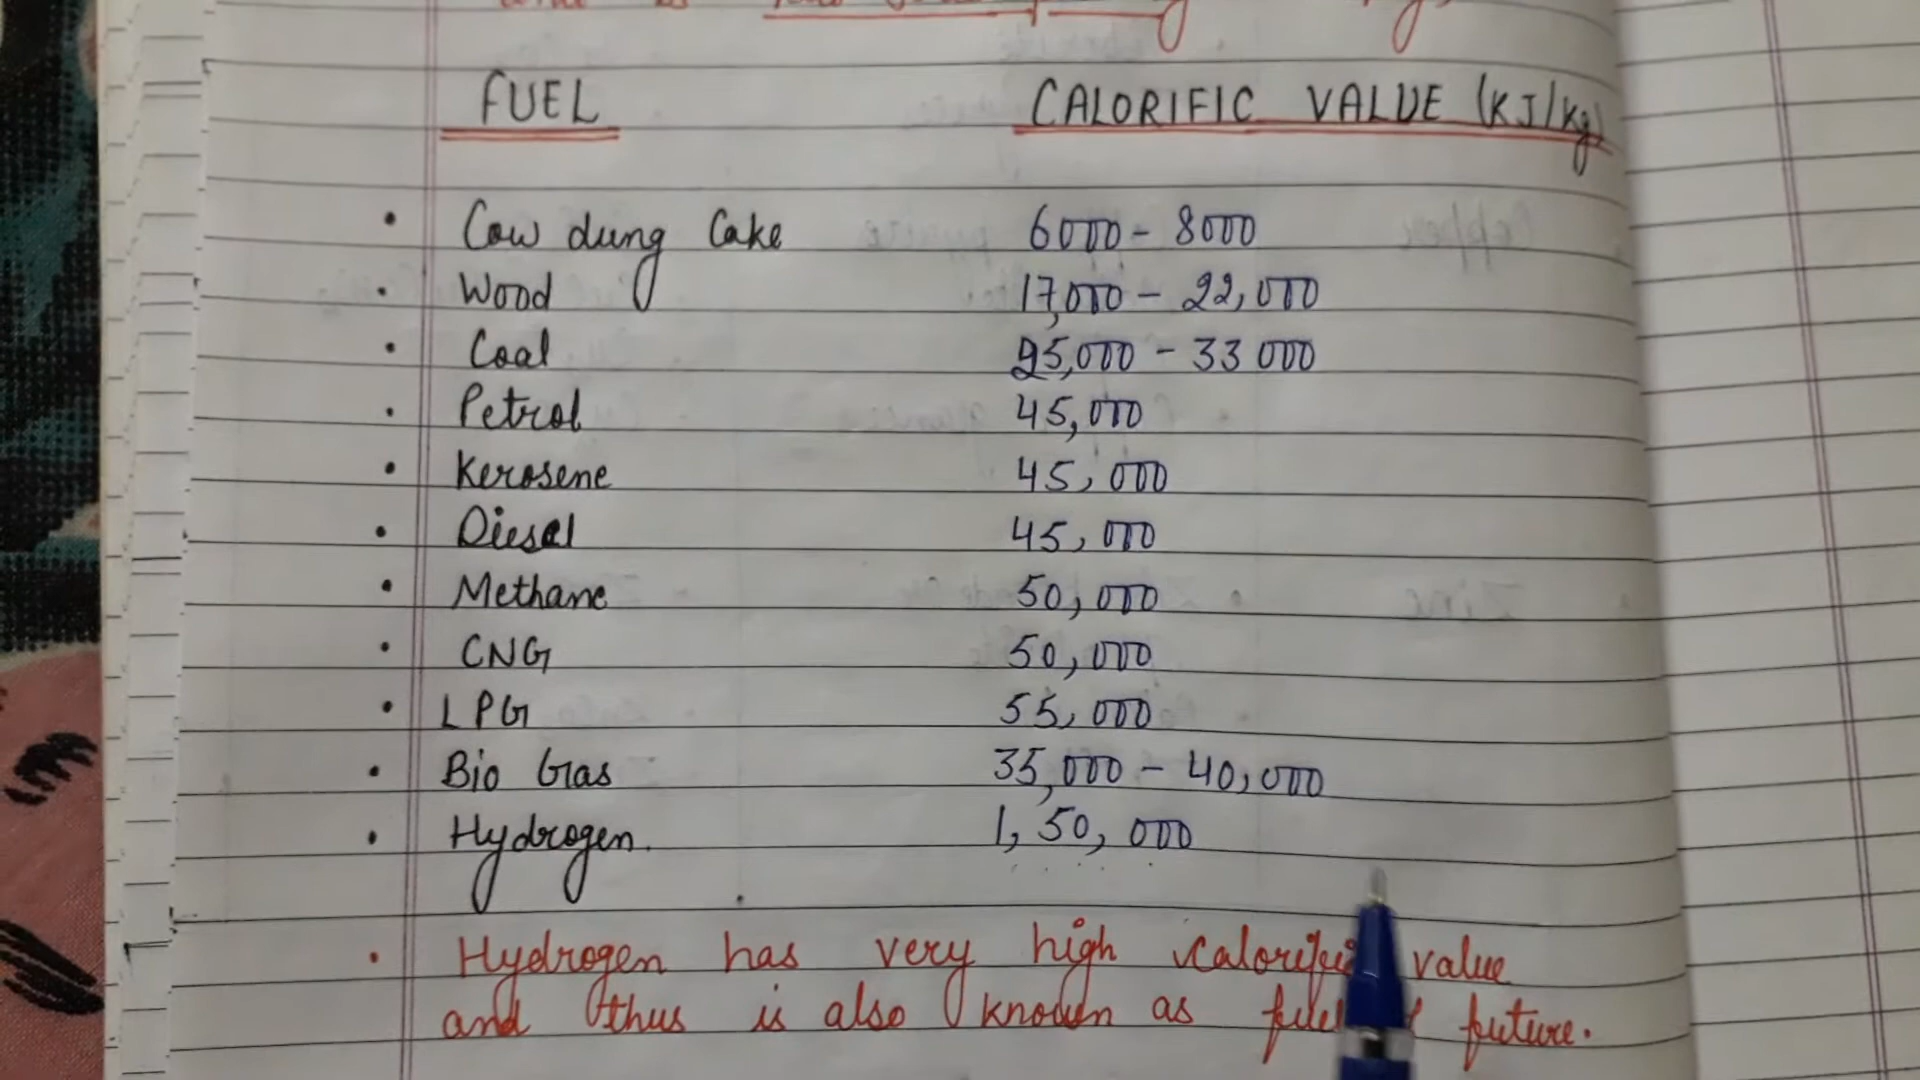 FUEL CALORIFIC VALUE (KJ/Kg)
• Cow dung Cake 6000 - 8000
• Wood 17,000 - 22,000
• Coal 25,000 - 33 000
• Petrol 45,000
• Kerosene 45,000
• Diesel 45,000
• Methane 50,000
• CNG 50,000
• LPG 55,000
• Bio Gas 35,000 - 40,000
• Hydrogen. 1,50,000
• Hydrogen has very high calorific value
and thus is also known as fuel future.